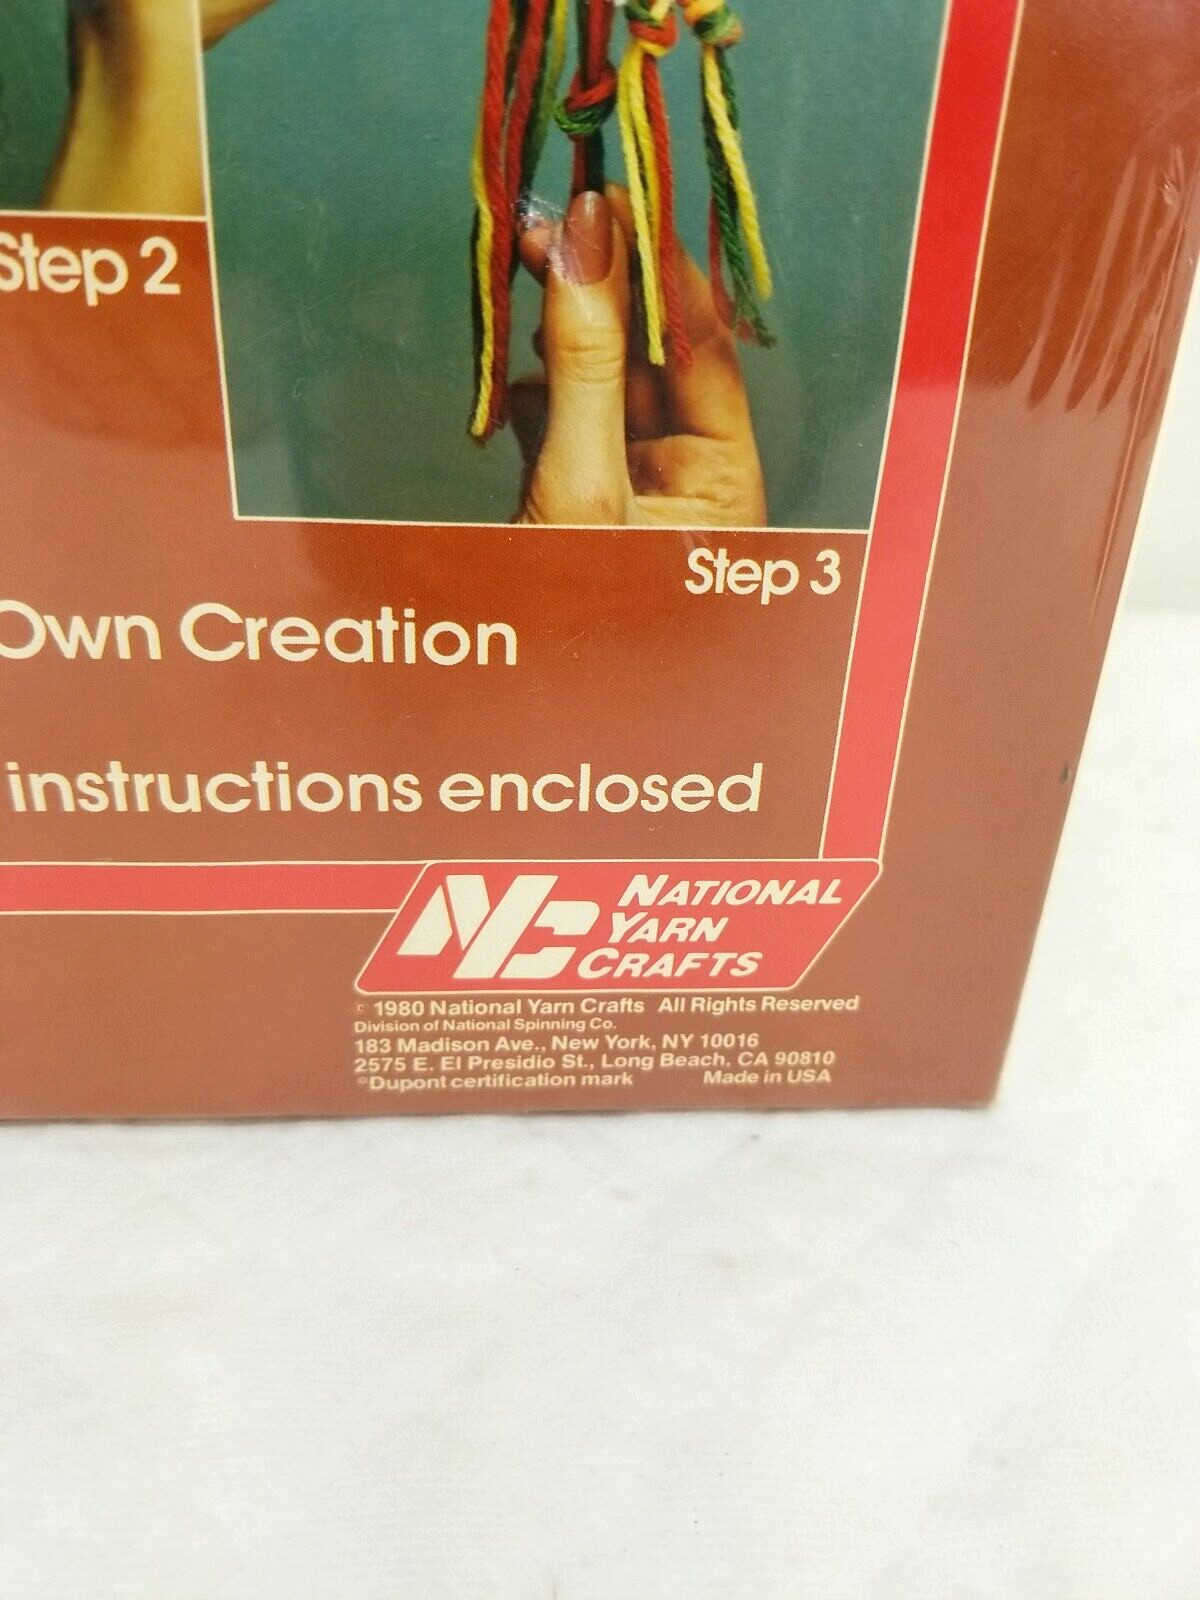 Step 2
Step 3
Own Creation
instructions enclosed
NYC NATIONAL
YARN
CRAFTS
© 1980 National Yarn Crafts All Rights Reserved
Division of National Spinning Co.
183 Madison Ave., New York, NY 10016
2575 E. El Presidio St., Long Beach, CA 90810
*Dupont certification mark Made in USA